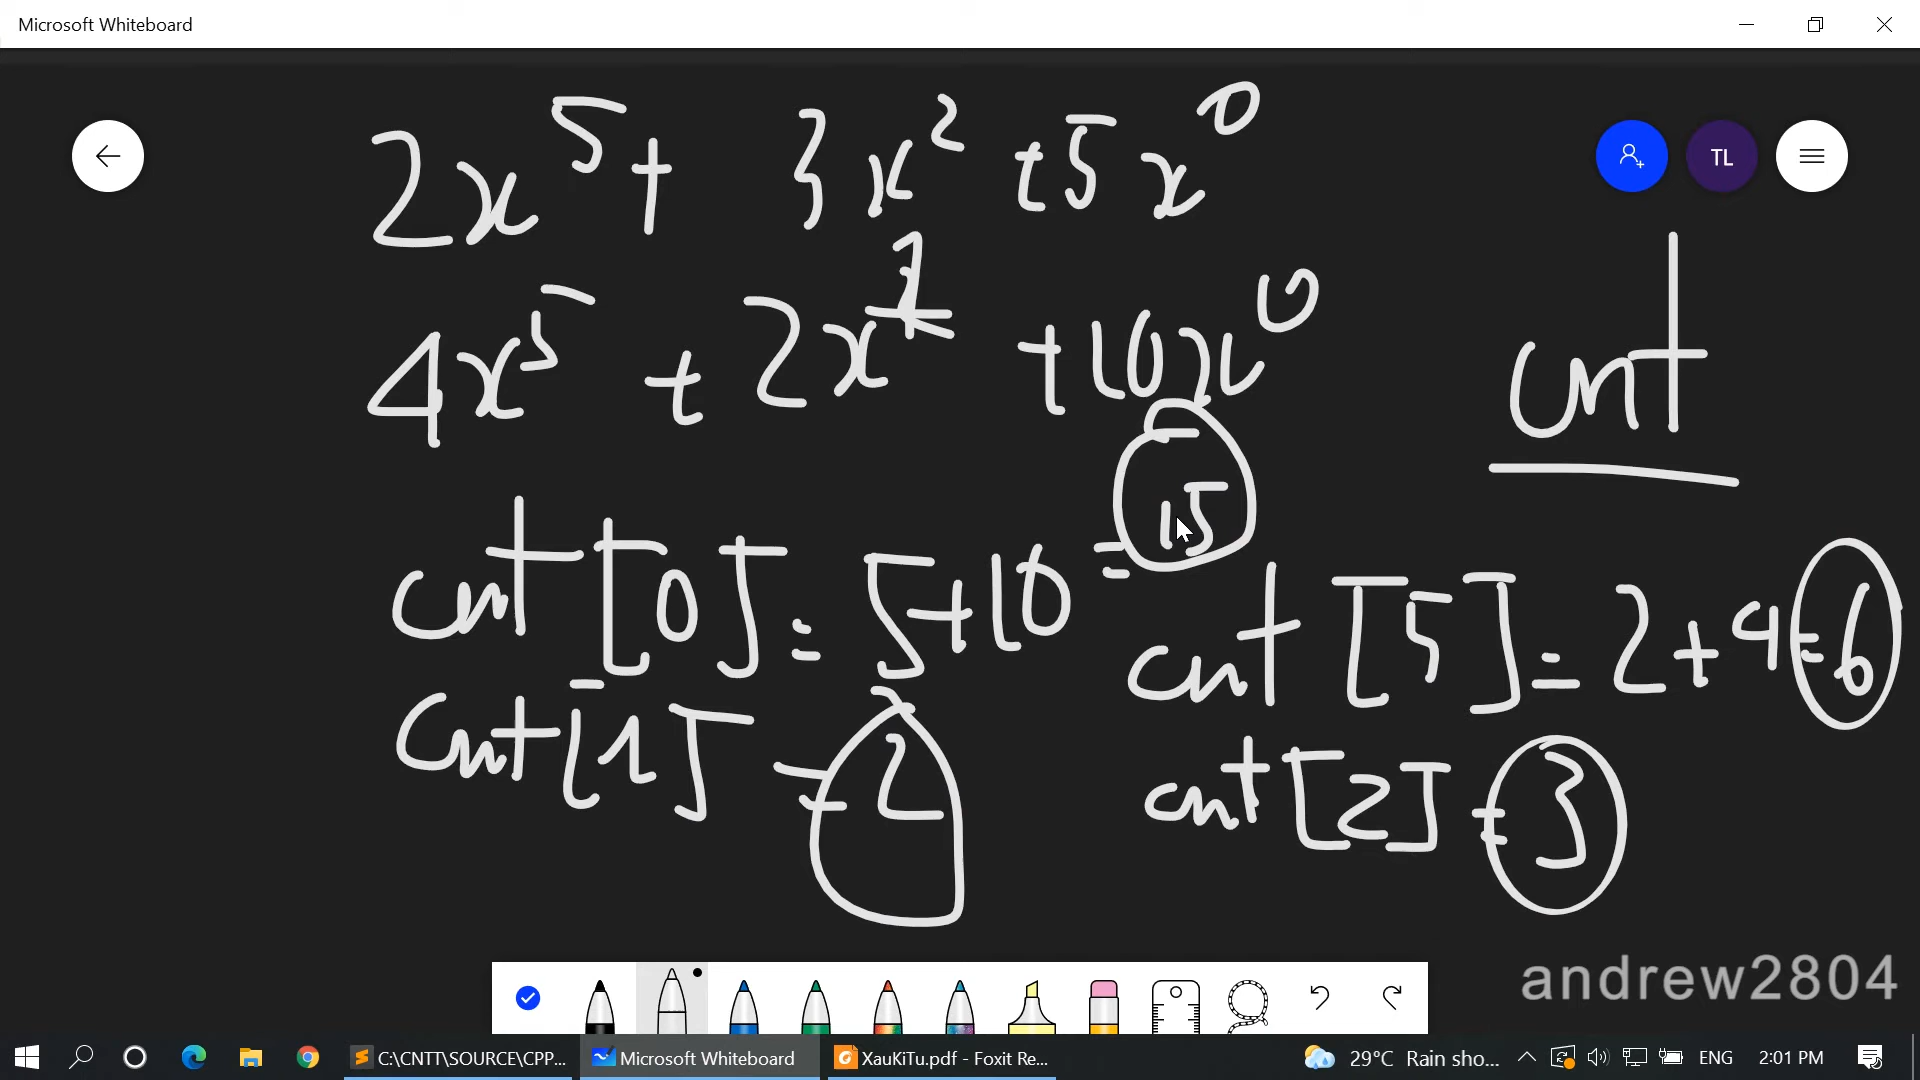 Microsoft Whiteboard
2x^5 + 3x^2 + 5x^0
TL
4x^5 + 2x^1 + 10x^0
cnt
cnt[0] = 5+10 = 15
cnt[5] = 2+4 = 6
cnt[1] = 2
cnt[2] = 3
andrew2804
C:\CNTT\SOURCE\CPP... Microsoft Whiteboard XauKiTu.pdf - Foxit Re... 29°C Rain sho... ENG 2:01 PM